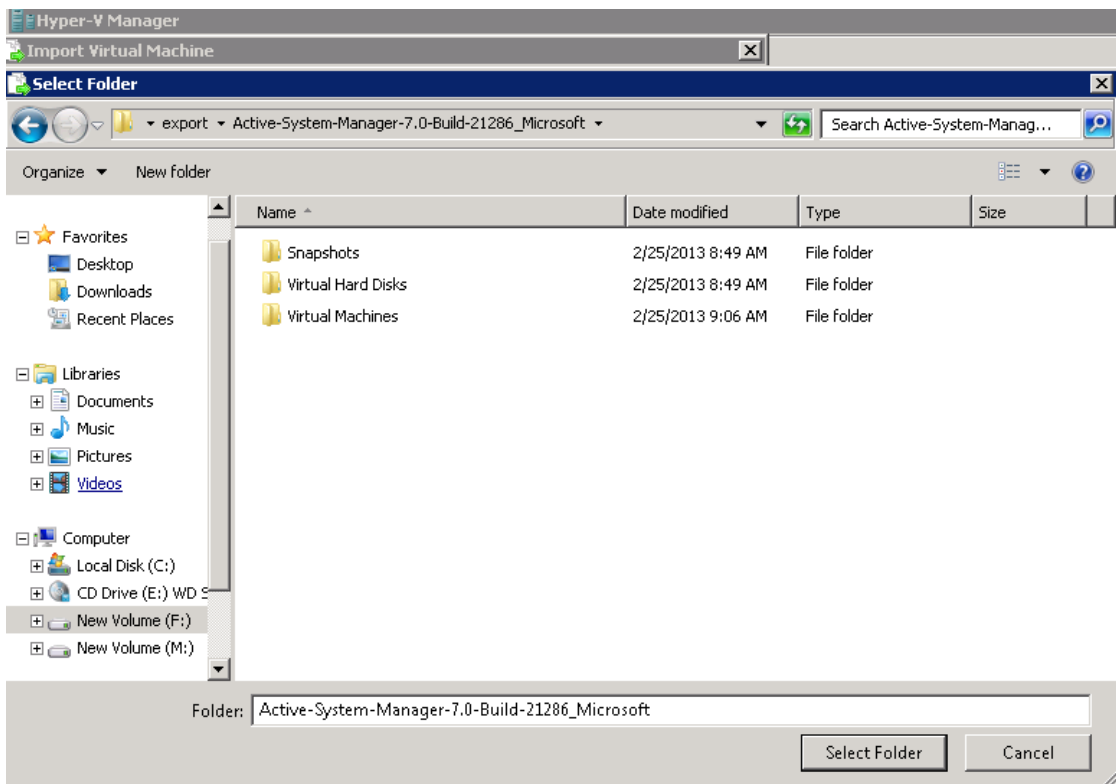 Hyper-V Manager
Import Virtual Machine
Select Folder
export Active-System-Manager-7.0-Build-21286_Microsoft Search Active-System-Manag...
Organize New folder
Name Date modified Type Size
Favorites
Desktop
Downloads
Recent Places
Libraries
Documents
Music
Pictures
Videos
Computer
Local Disk (C:)
CD Drive (E:) WD S
New Volume (F:)
New Volume (M:)
Snapshots 2/25/2013 8:49 AM File folder
Virtual Hard Disks 2/25/2013 8:49 AM File folder
Virtual Machines 2/25/2013 9:06 AM File folder
Folder: Active-System-Manager-7.0-Build-21286_Microsoft
Select Folder Cancel